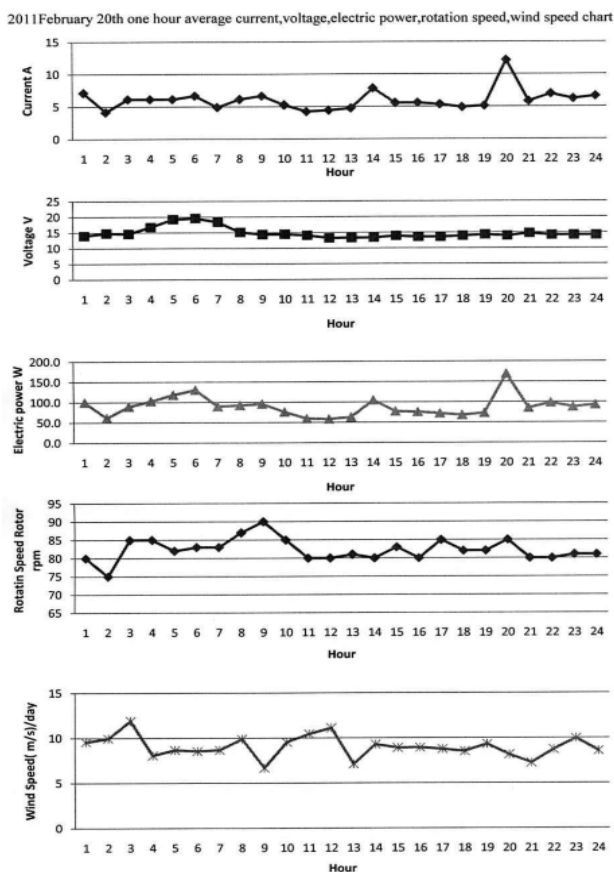 2011February 20th one hour average current,voltage,electric power,rotation speed,wind speed chart
15
10
5
0
Current A
1 2 3 4 5 6 7 8 9 10 11 12 13 14 15 16 17 18 19 20 21 22 23 24
Hour
25
20
15
10
5
0
Voltage V
1 2 3 4 5 6 7 8 9 10 11 12 13 14 15 16 17 18 19 20 21 22 23 24
Hour
200.0
150.0
100.0
50.0
0.0
Electric power W
1 2 3 4 5 6 7 8 9 10 11 12 13 14 15 16 17 18 19 20 21 22 23 24
Hour
95
90
85
80
75
70
65
Rotatin Speed Rotor
rpm
1 2 3 4 5 6 7 8 9 10 11 12 13 14 15 16 17 18 19 20 21 22 23 24
Hour
15
10
5
0
Wind Speed( m/s)/day
1 2 3 4 5 6 7 8 9 10 11 12 13 14 15 16 17 18 19 20 21 22 23 24
Hour